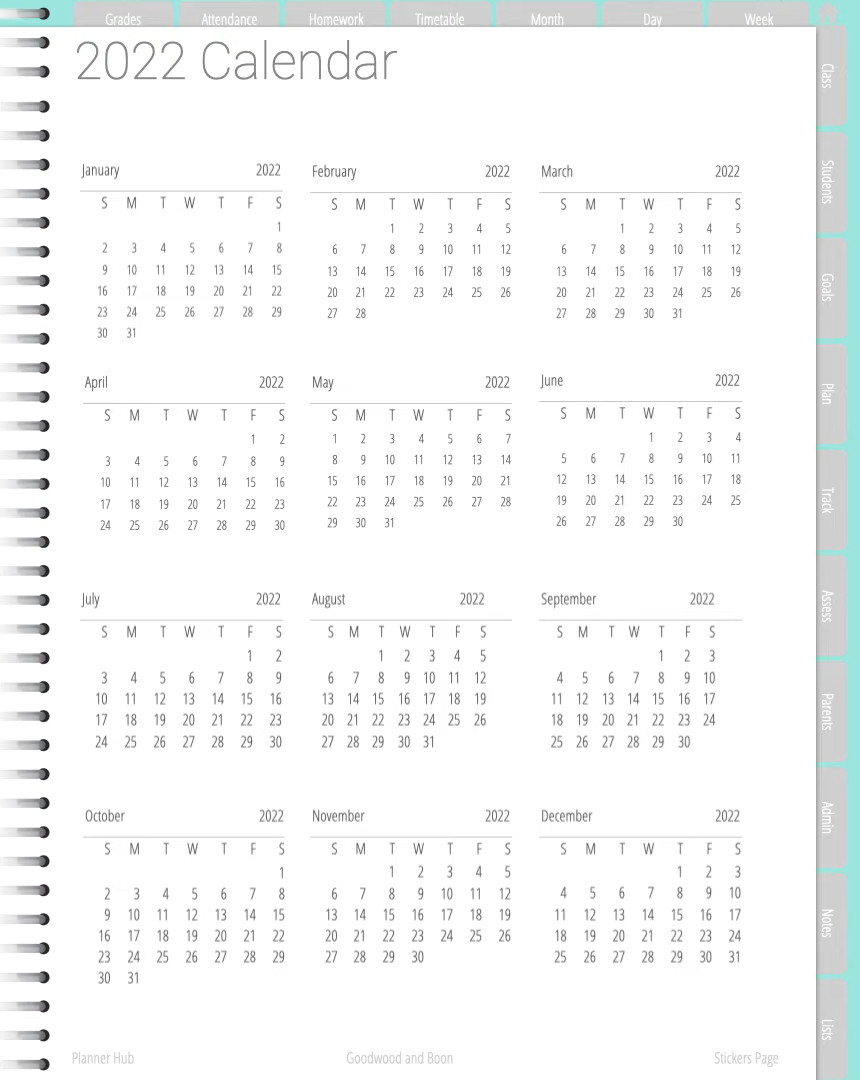 Grades Attendance Homework Timetable Month Day Week
2022 Calendar
January 2022
S M T W T F S
1
2 3 4 5 6 7 8
9 10 11 12 13 14 15
16 17 18 19 20 21 22
23 24 25 26 27 28 29
30 31
February 2022
S M T W T F S
1 2 3 4 5
6 7 8 9 10 11 12
13 14 15 16 17 18 19
20 21 22 23 24 25 26
27 28
March 2022
S M T W T F S
1 2 3 4 5
6 7 8 9 10 11 12
13 14 15 16 17 18 19
20 21 22 23 24 25 26
27 28 29 30 31
April 2022
S M T W T F S
1 2
3 4 5 6 7 8 9
10 11 12 13 14 15 16
17 18 19 20 21 22 23
24 25 26 27 28 29 30
May 2022
S M T W T F S
1 2 3 4 5 6 7
8 9 10 11 12 13 14
15 16 17 18 19 20 21
22 23 24 25 26 27 28
29 30 31
June 2022
S M T W T F S
1 2 3 4
5 6 7 8 9 10 11
12 13 14 15 16 17 18
19 20 21 22 23 24 25
26 27 28 29 30
July 2022
S M T W T F S
1 2
3 4 5 6 7 8 9
10 11 12 13 14 15 16
17 18 19 20 21 22 23
24 25 26 27 28 29 30
August 2022
S M T W T F S
1 2 3 4 5
6 7 8 9 10 11 12
13 14 15 16 17 18 19
20 21 22 23 24 25 26
27 28 29 30 31
September 2022
S M T W T F S
1 2 3
4 5 6 7 8 9 10
11 12 13 14 15 16 17
18 19 20 21 22 23 24
25 26 27 28 29 30
October 2022
S M T W T F S
1
2 3 4 5 6 7 8
9 10 11 12 13 14 15
16 17 18 19 20 21 22
23 24 25 26 27 28 29
30 31
November 2022
S M T W T F S
1 2 3 4 5
6 7 8 9 10 11 12
13 14 15 16 17 18 19
20 21 22 23 24 25 26
27 28 29 30
December 2022
S M T W T F S
1 2 3
4 5 6 7 8 9 10
11 12 13 14 15 16 17
18 19 20 21 22 23 24
25 26 27 28 29 30 31
Class
Students
Goals
Plan
Track
Assess
Parents
Admin
Notes
Lists
Planner Hub Goodwood and Boon Stickers Page